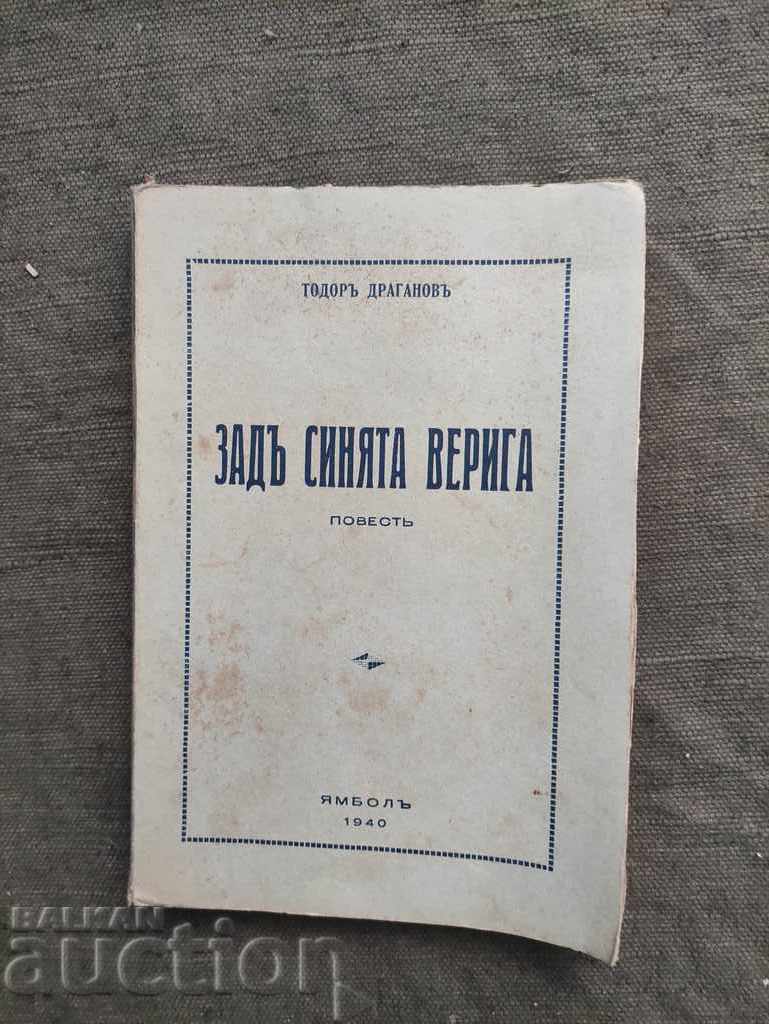 ТОДОРЪ ДРАГАНОВЪ
ЗАДЪ СИНЯТА ВЕРИГА
ПОВЕСТЬ
ЯМБОЛЪ
1940
BALKAN
auction